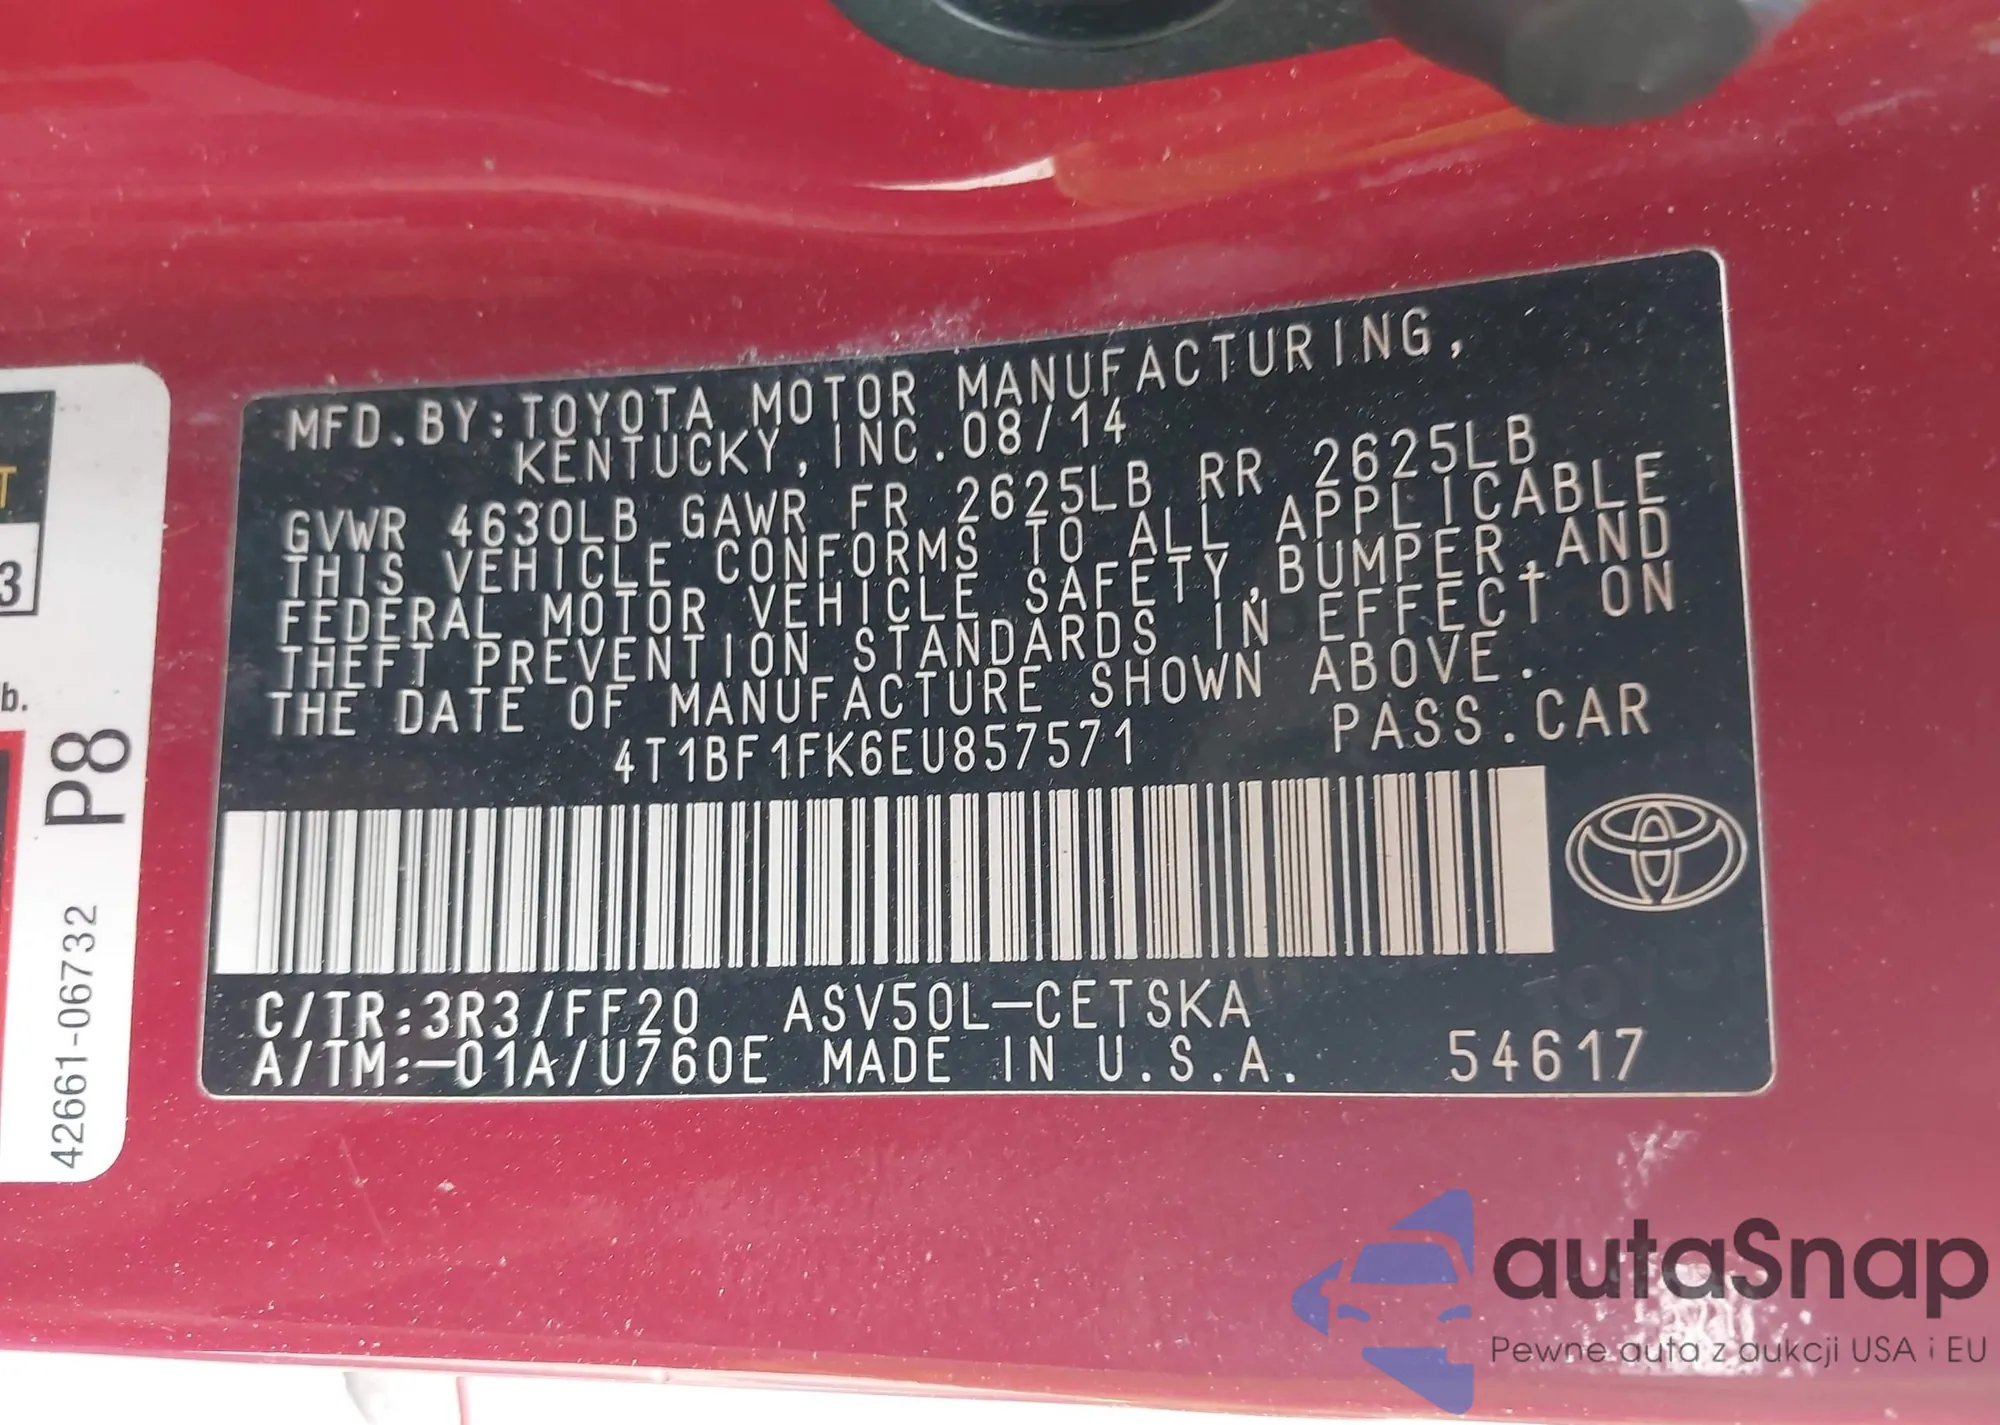 MFD.BY:TOYOTA MOTOR MANUFACTURING,
KENTUCKY, INC.08/14
GVWR 4630LB GAWR FR 2625LB RR 2625LB
THIS VEHICLE CONFORMS TO ALL APPLICABLE
FEDERAL MOTOR VEHICLE SAFETY,BUMPER,AND
THEFT PREVENTION STANDARDS IN EFFECT ON
THE DATE OF MANUFACTURE SHOWN ABOVE.
4T1BF1FK6EU857571 PASS.CAR
C/TR:3R3/FF20 ASV50L-CETSKA
A/TM:-01A/U760E MADE IN U.S.A. 54617
T
3
b.
P8
42661-06732
autaSnap
Pewne auta z aukcji USA i EU